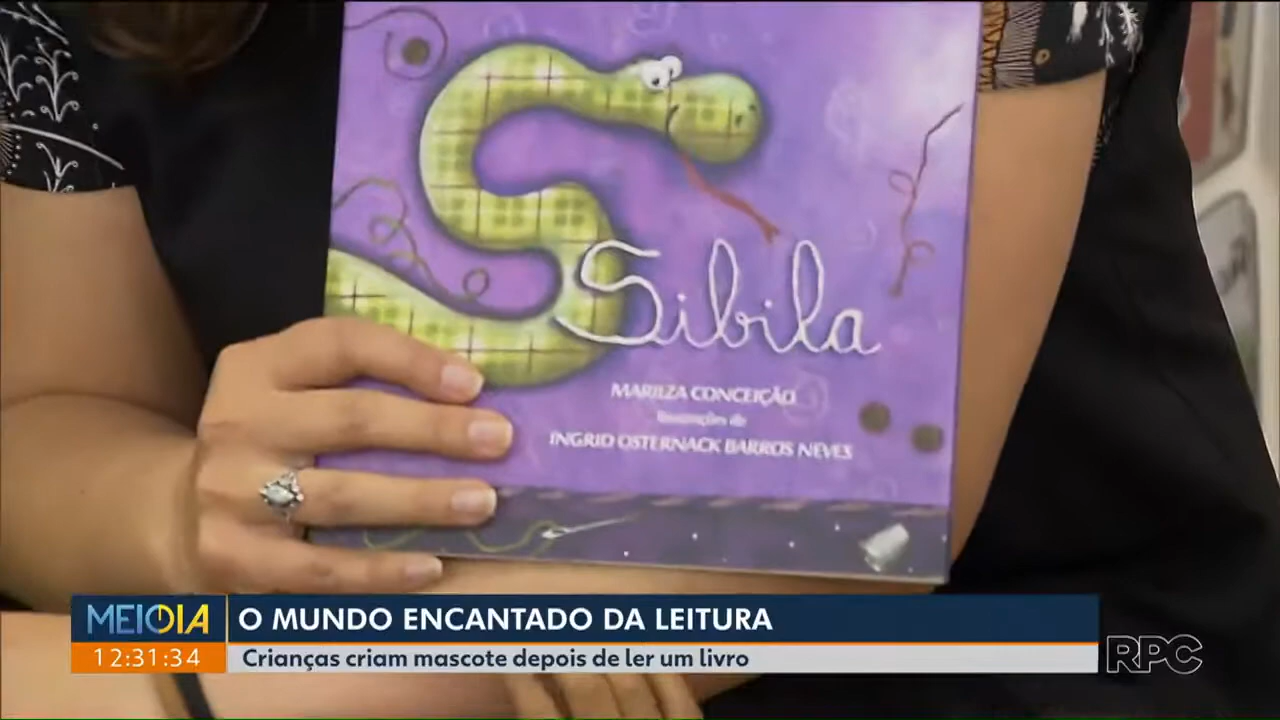 Sibila
MARILZA CONCEIÇÃO
Ilustrações de
INGRID OSTERNACK BARROS NEVES
MEIODIA
O MUNDO ENCANTADO DA LEITURA
12:31:34
Crianças criam mascote depois de ler um livro
RPC